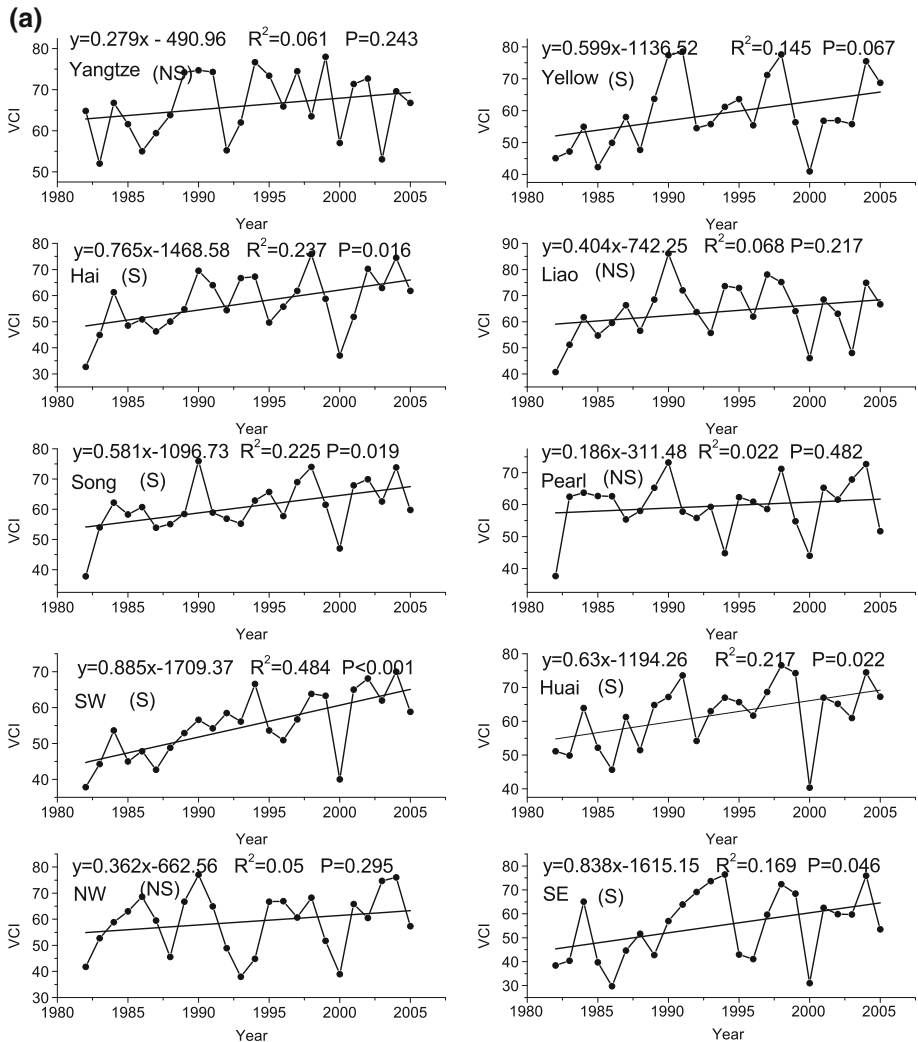 (a)
y=0.279x - 490.96 R²=0.061 P=0.243
Yangtze (NS)
80
70
60
50
VCI
1980 1985 1990 1995 2000 2005
Year
y=0.599x-1136.52 R²=0.145 P=0.067
Yellow (S)
80
70
60
50
40
VCI
1980 1985 1990 1995 2000 2005
Year
y=0.765x-1468.58 R²=0.237 P=0.016
Hai (S)
80
70
60
50
40
30
VCI
1980 1985 1990 1995 2000 2005
Year
y=0.404x-742.25 R²=0.068 P=0.217
Liao (NS)
90
80
70
60
50
40
VCI
1980 1985 1990 1995 2000 2005
Year
y=0.581x-1096.73 R²=0.225 P=0.019
Song (S)
80
70
60
50
40
VCI
1980 1985 1990 1995 2000 2005
Year
y=0.186x-311.48 R²=0.022 P=0.482
Pearl (NS)
70
60
50
40
VCI
1980 1985 1990 1995 2000 2005
Year
y=0.885x-1709.37 R²=0.484 P<0.001
SW (S)
70
60
50
40
VCI
1980 1985 1990 1995 2000 2005
Year
y=0.63x-1194.26 R²=0.217 P=0.022
Huai (S)
80
70
60
50
40
VCI
1980 1985 1990 1995 2000 2005
Year
y=0.362x-662.56 R²=0.05 P=0.295
NW (NS)
80
70
60
50
40
30
VCI
1980 1985 1990 1995 2000 2005
Year
y=0.838x-1615.15 R²=0.169 P=0.046
SE (S)
80
70
60
50
40
30
VCI
1980 1985 1990 1995 2000 2005
Year